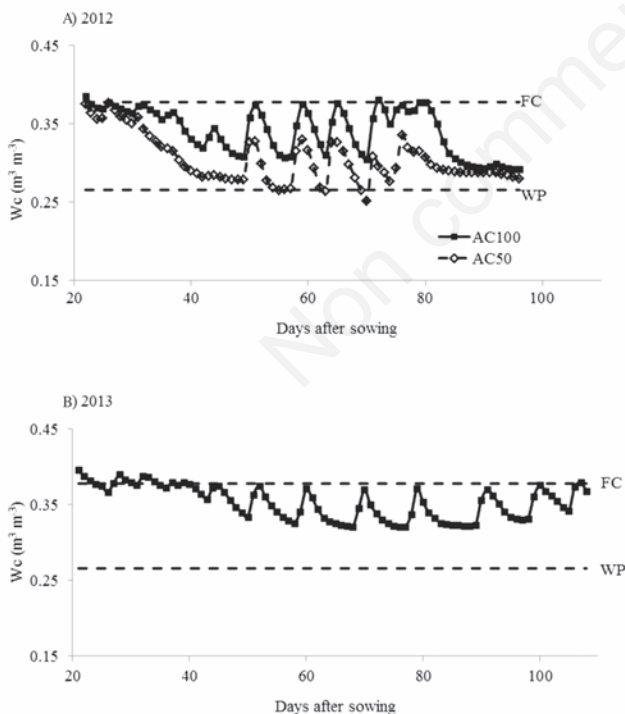 A) 2012
0.45
0.35
0.25
0.15
Wc (m³ m⁻³)
FC
WP
AC100
AC50
20 40 60 80 100
Days after sowing
Non commer
B) 2013
0.45
0.35
0.25
0.15
Wc (m³ m⁻³)
FC
WP
20 40 60 80 100
Days after sowing